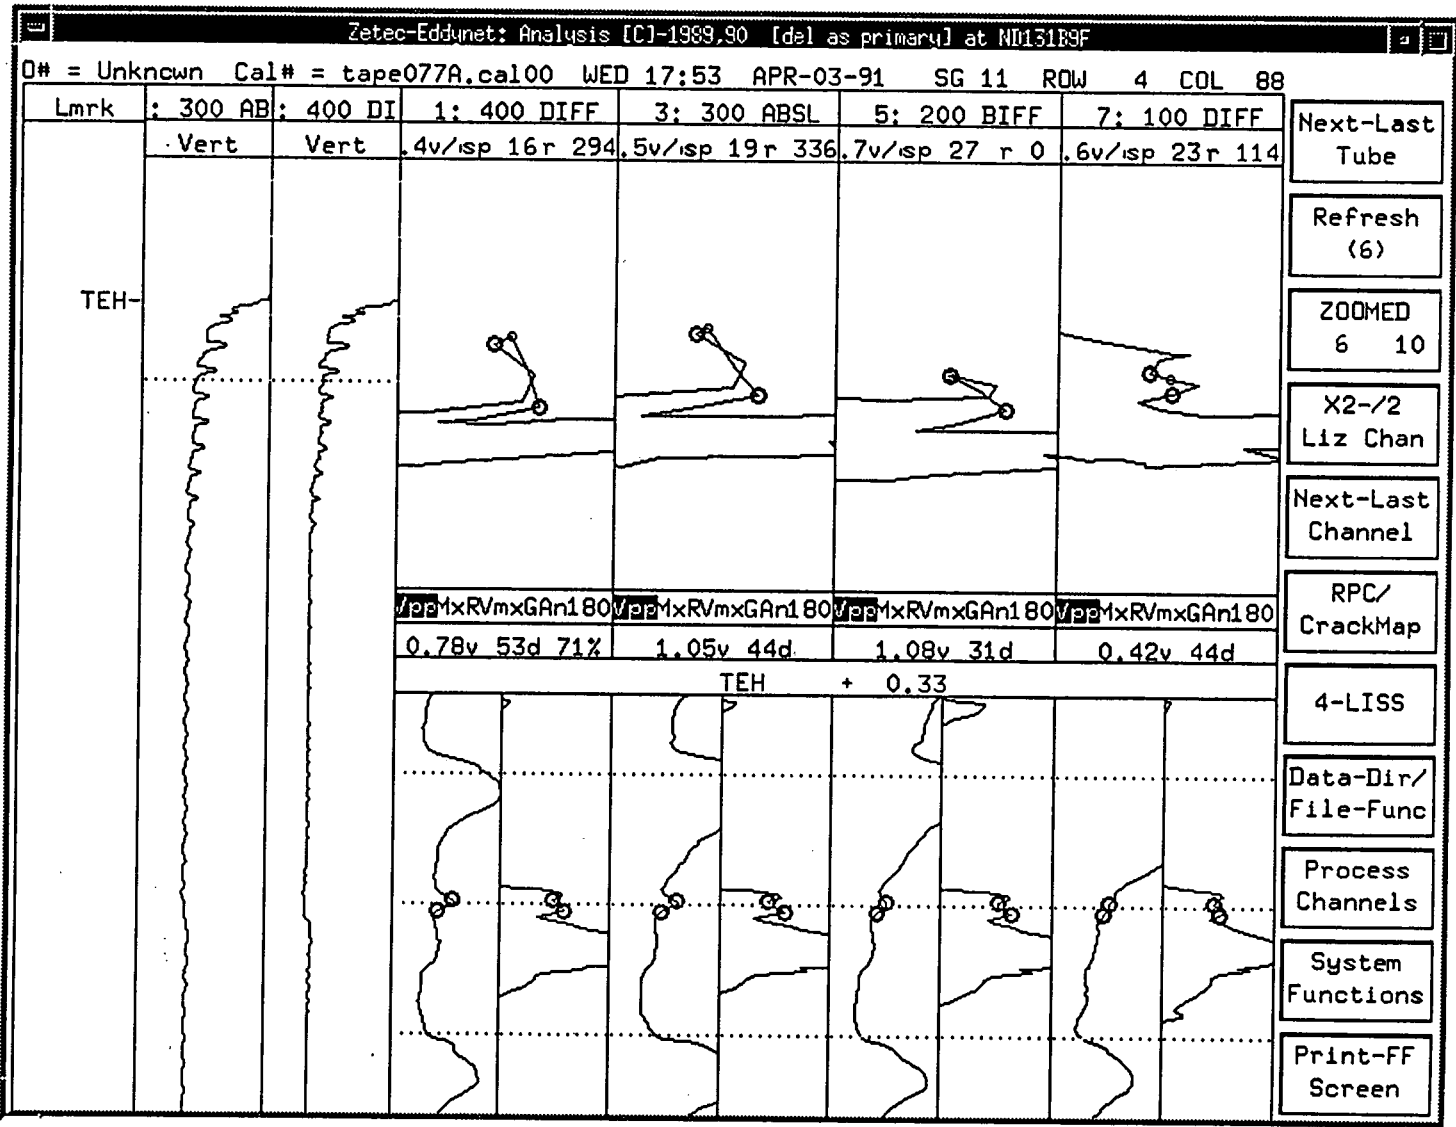 Zetec-Eddynet: Analysis [C]-1989,90 [del as primary] at ND131B9F
O# = Unkncwn Cal# = tape077A.cal00 WED 17:53 APR-03-91 SG 11 ROW 4 COL 88
Lmrk : 300 AB : 400 DI 1: 400 DIFF 3: 300 ABSL 5: 200 BIFF 7: 100 DIFF
Vert Vert .4v/sp 16r 294 .5v/sp 19r 336 .7v/sp 27 r 0 .6v/sp 23r 114
TEH-
VppMxRVmxGAn180 VppMxRVmxGAn180 VppMxRVmxGAn180 VppMxRVmxGAn180
0.78v 53d 71% 1.05v 44d 1.08v 31d 0.42v 44d
TEH + 0.33
Next-Last
Tube
Refresh
(6)
ZOOMED
6 10
X2-/2
Liz Chan
Next-Last
Channel
RPC/
CrackMap
4-LISS
Data-Dir/
File-Func
Process
Channels
System
Functions
Print-FF
Screen